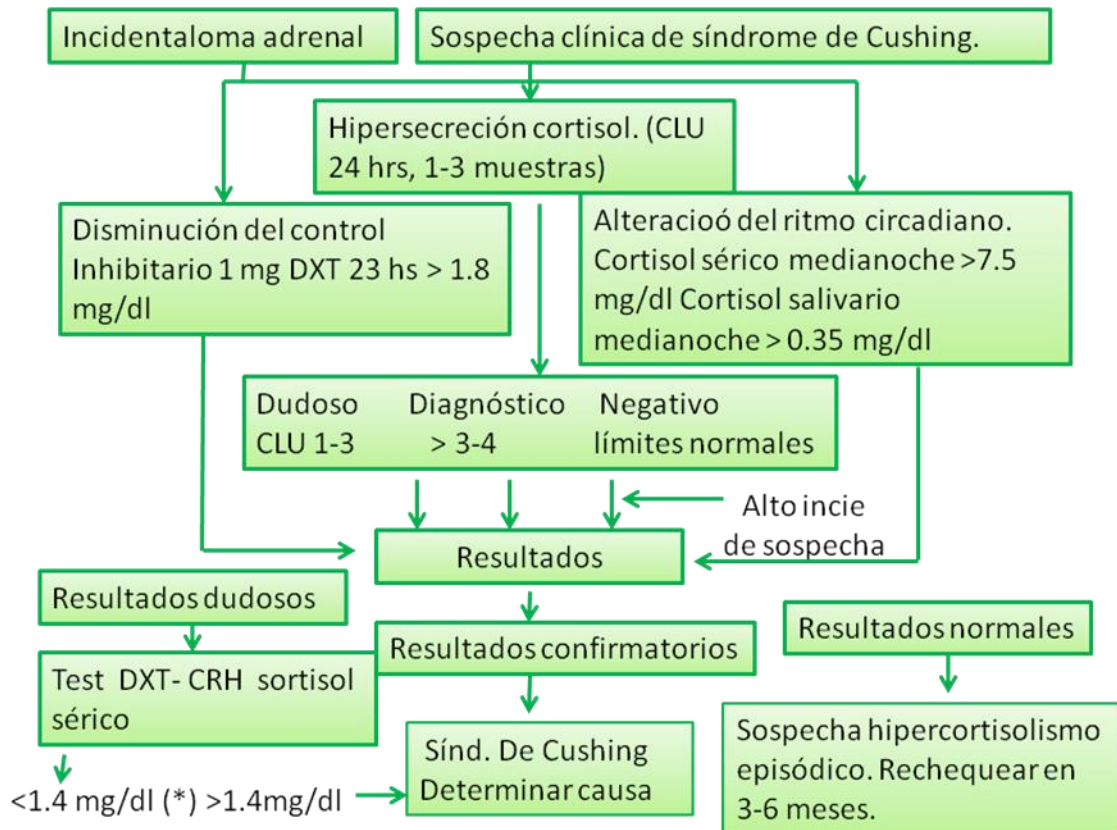 Incidentaloma adrenal
Sospecha clínica de síndrome de Cushing.
Hipersecreción cortisol. (CLU
24 hrs, 1-3 muestras)
Disminución del control
Inhibitario 1 mg DXT 23 hs > 1.8
mg/dl
Alteracioó del ritmo circadiano.
Cortisol sérico medianoche >7.5
mg/dl Cortisol salivario
medianoche > 0.35 mg/dl
Dudoso Diagnóstico Negativo
CLU 1-3 > 3-4 límites normales
Alto incie
de sospecha
Resultados
Resultados dudosos
Resultados confirmatorios
Resultados normales
Test DXT- CRH sortisol
sérico
Sínd. De Cushing
Determinar causa
Sospecha hipercortisolismo
episódico. Rechequear en
3-6 meses.
<1.4 mg/dl (*) >1.4mg/dl